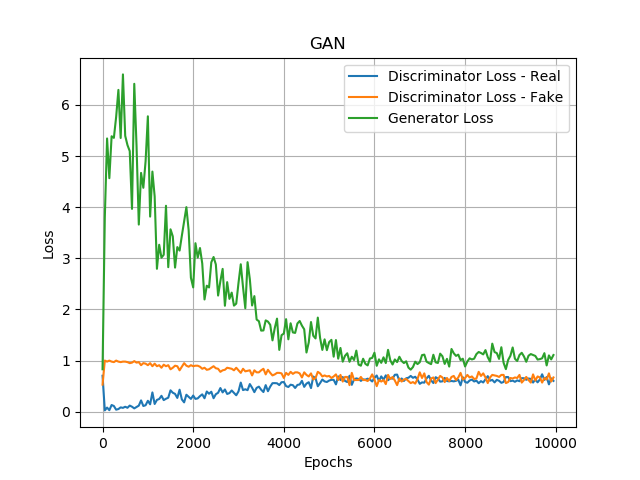 GAN
Discriminator Loss - Real
Discriminator Loss - Fake
Generator Loss
Loss
6
5
4
3
2
1
0
0 2000 4000 6000 8000 10000
Epochs